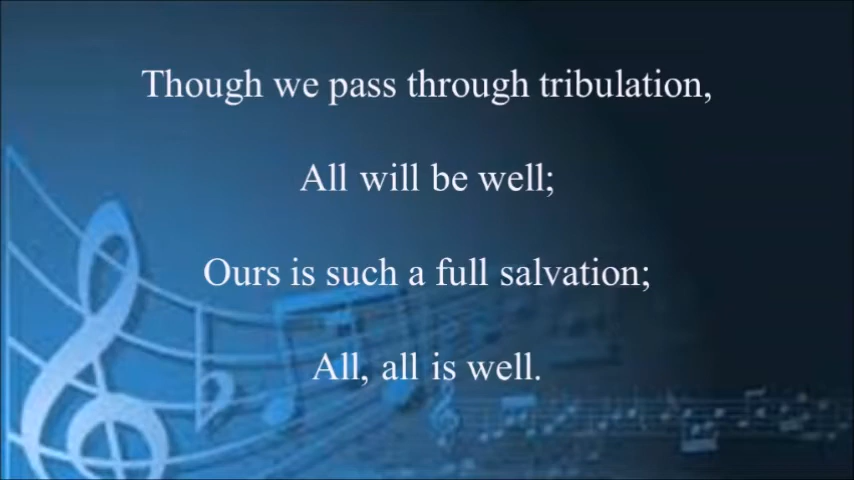 Though we pass through tribulation,
All will be well;
Ours is such a full salvation;
All, all is well.